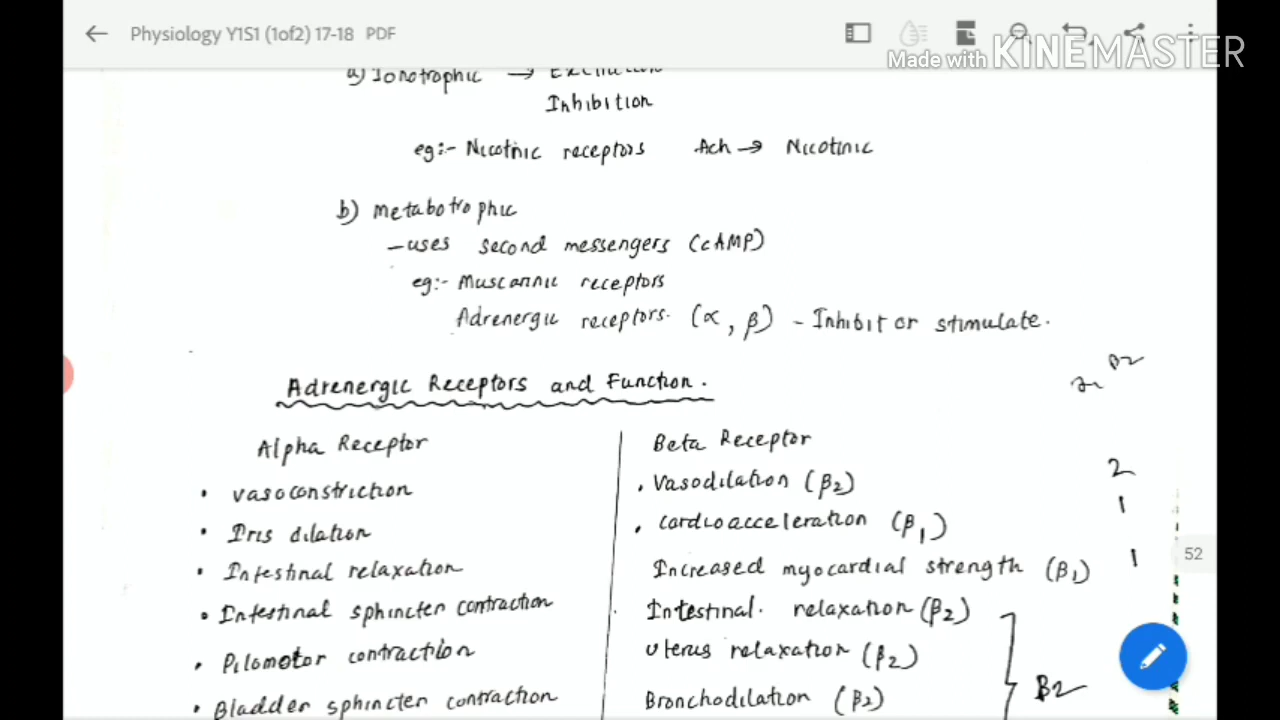 Physiology Y1S1 (1of2) 17-18 PDF
Made with KINEMASTER
a) Ionotrophic → Excitation
Inhibition
eg:- Nicotinic receptors Ach → Nicotinic
b) Metabotrophic
- uses second messengers (cAMP)
eg:- Muscarinic receptors
Adrenergic receptors. (α, β) - Inhibit or stimulate.
β2
Adrenergic Receptors and Function.
Alpha Receptor
Beta Receptor
• vasoconstriction
. Vasodilation (β2)
2
• Iris dilation
. Cardioacceleration (β1)
1
• Intestinal relaxation
Increased myocardial strength (β1)
1
52
• Intestinal sphincter contraction
Intestinal. relaxation (β2)
• Pilomotor contraction
Uterus relaxation (β2)
• Bladder sphincter contraction
Bronchodilation (β2)
β2